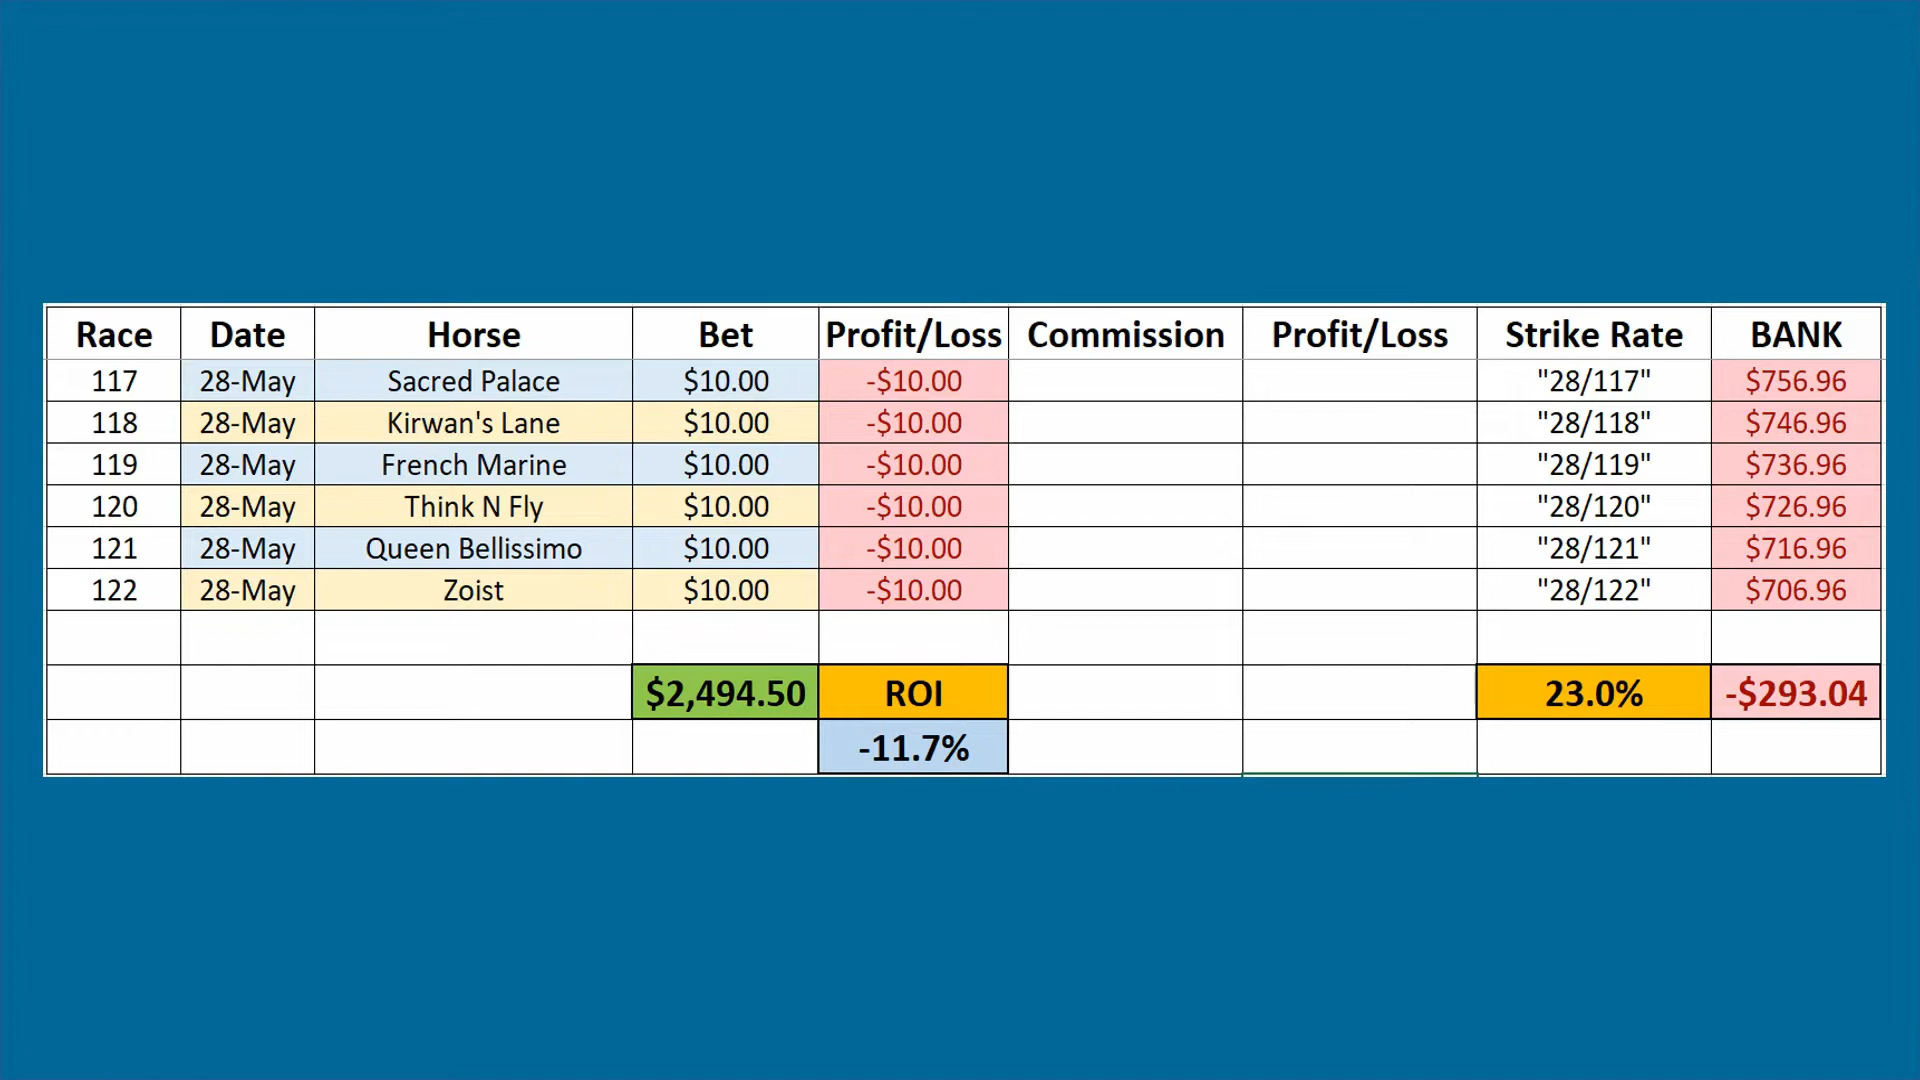 Race Date Horse Bet Profit/Loss Commission Profit/Loss Strike Rate BANK
117 28-May Sacred Palace $10.00 -$10.00 "28/117" $756.96
118 28-May Kirwan's Lane $10.00 -$10.00 "28/118" $746.96
119 28-May French Marine $10.00 -$10.00 "28/119" $736.96
120 28-May Think N Fly $10.00 -$10.00 "28/120" $726.96
121 28-May Queen Bellissimo $10.00 -$10.00 "28/121" $716.96
122 28-May Zoist $10.00 -$10.00 "28/122" $706.96
$2,494.50 ROI 23.0% -$293.04
-11.7%